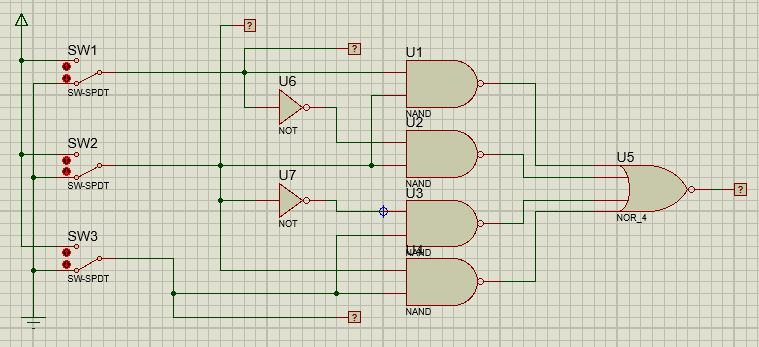 ?
?
SW1
SW-SPDT
U1
NAND
U6
NOT
U2
NAND
SW2
SW-SPDT
U7
NOT
U3
NAND
U5
NOR_4
?
SW3
SW-SPDT
U4
NAND
?